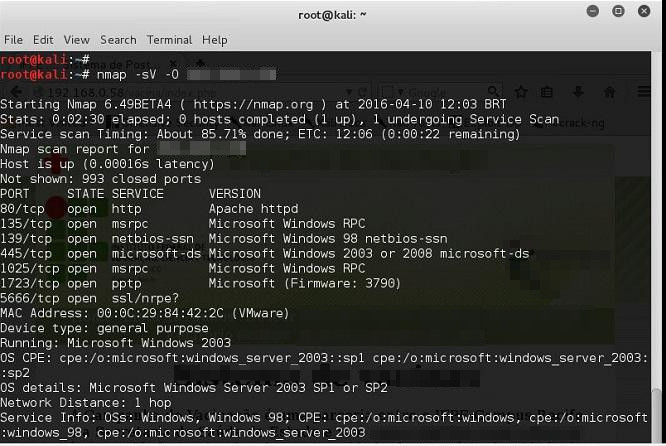 root@kali: ~
File Edit View Search Terminal Help
root@kali:~#
root@kali:~# nmap -sV -O
Starting Nmap 6.49BETA4 ( https://nmap.org ) at 2016-04-10 12:03 BRT
Stats: 0:02:30 elapsed; 0 hosts completed (1 up), 1 undergoing Service Scan
Service scan Timing: About 85.71% done; ETC: 12:06 (0:00:22 remaining)
Nmap scan report for
Host is up (0.00016s latency)
Not shown: 993 closed ports
PORT STATE SERVICE VERSION
80/tcp open http Apache httpd
135/tcp open msrpc Microsoft Windows RPC
139/tcp open netbios-ssn Microsoft Windows 98 netbios-ssn
445/tcp open microsoft-ds Microsoft Windows 2003 or 2008 microsoft-ds
1025/tcp open msrpc Microsoft Windows RPC
1723/tcp open pptp Microsoft (Firmware: 3790)
5666/tcp open ssl/nrpe?
MAC Address: 00:0C:29:84:42:2C (VMware)
Device type: general purpose
Running: Microsoft Windows 2003
OS CPE: cpe:/o:microsoft:windows_server_2003::sp1 cpe:/o:microsoft:windows_server_2003:
:sp2
OS details: Microsoft Windows Server 2003 SP1 or SP2
Network Distance: 1 hop
Service Info: OSs: Windows, Windows 98; CPE: cpe:/o:microsoft:windows, cpe:/o:microsoft
:windows_98, cpe:/o:microsoft:windows_server_2003